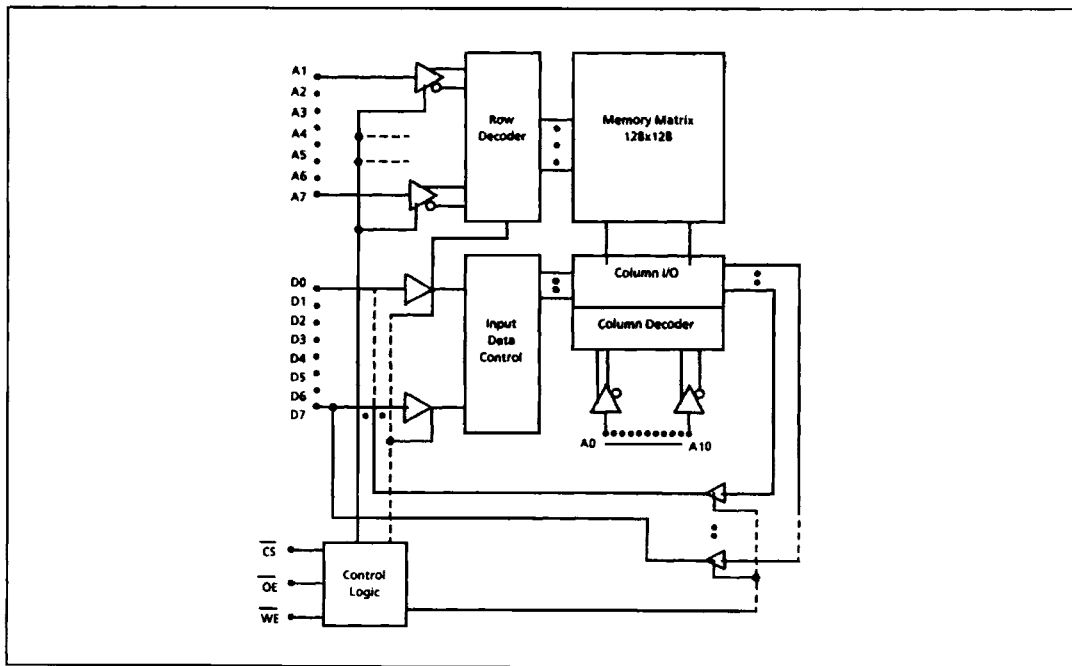 A1
A2
A3
A4
A5
A6
A7
Row
Decoder
Memory Matrix
128x128
D0
D1
D2
D3
D4
D5
D6
D7
Input
Data
Control
Column I/O
Column Decoder
A0
A10
CS
OE
WE
Control
Logic